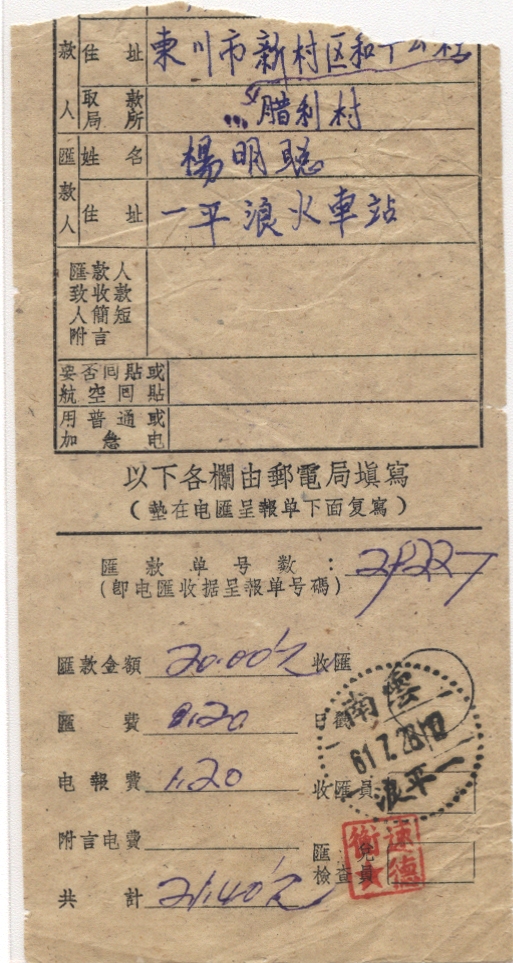 款 住址 東川市新村区和平公社
人 取款局所 腊利村
匯 姓名 楊明聪
款人 住址 一平浪火車站
匯款人
致收款
人簡短
附言
要否回貼或
航空回貼
用普通或
加急电
以下各欄由郵電局填寫
(墊在电匯呈報单下面复寫)
匯款单号数:
(即电匯收据呈報单号碼)
匯款金額 20.00元 收匯
匯費 0.20 日戳
雲南
61.7.28
一平浪
电報費 1.20 收匯員
附言电費
匯兌
檢查員
共計 21.40元